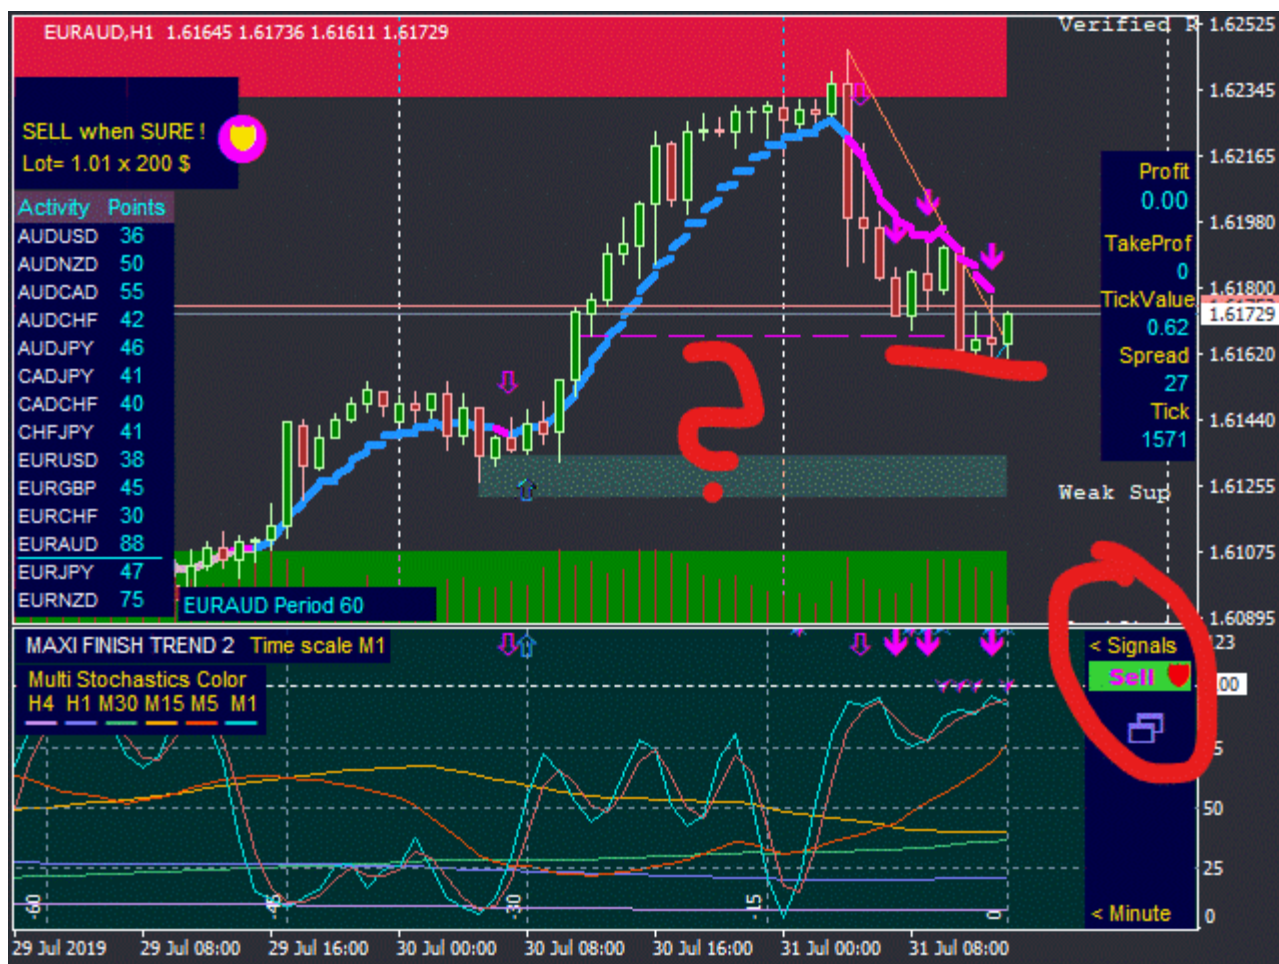 EURAUD,H1 1.61645 1.61736 1.61611 1.61729
Verified R
1.62525
1.62345
1.62165
1.61980
1.61800
1.61729
1.61620
1.61440
1.61255
1.61075
1.60895
SELL when SURE !
Lot= 1.01 x 200 $
Activity Points
AUDUSD 36
AUDNZD 50
AUDCAD 55
AUDCHF 42
AUDJPY 46
CADJPY 41
CADCHF 40
CHFJPY 41
EURUSD 38
EURGBP 45
EURCHF 30
EURAUD 88
EURJPY 47
EURNZD 75
Profit
0.00
TakeProf
0
TickValue
0.62
Spread
27
Tick
1571
?
Weak Sup
EURAUD Period 60
MAXI FINISH TREND 2 Time scale M1
Multi Stochastics Color
H4 H1 M30 M15 M5 M1
< Signals
Sell
123
00
75
50
25
0
-60
-45
-30
-15
0
< Minute
29 Jul 2019
29 Jul 08:00
29 Jul 16:00
30 Jul 00:00
30 Jul 08:00
30 Jul 16:00
31 Jul 00:00
31 Jul 08:00